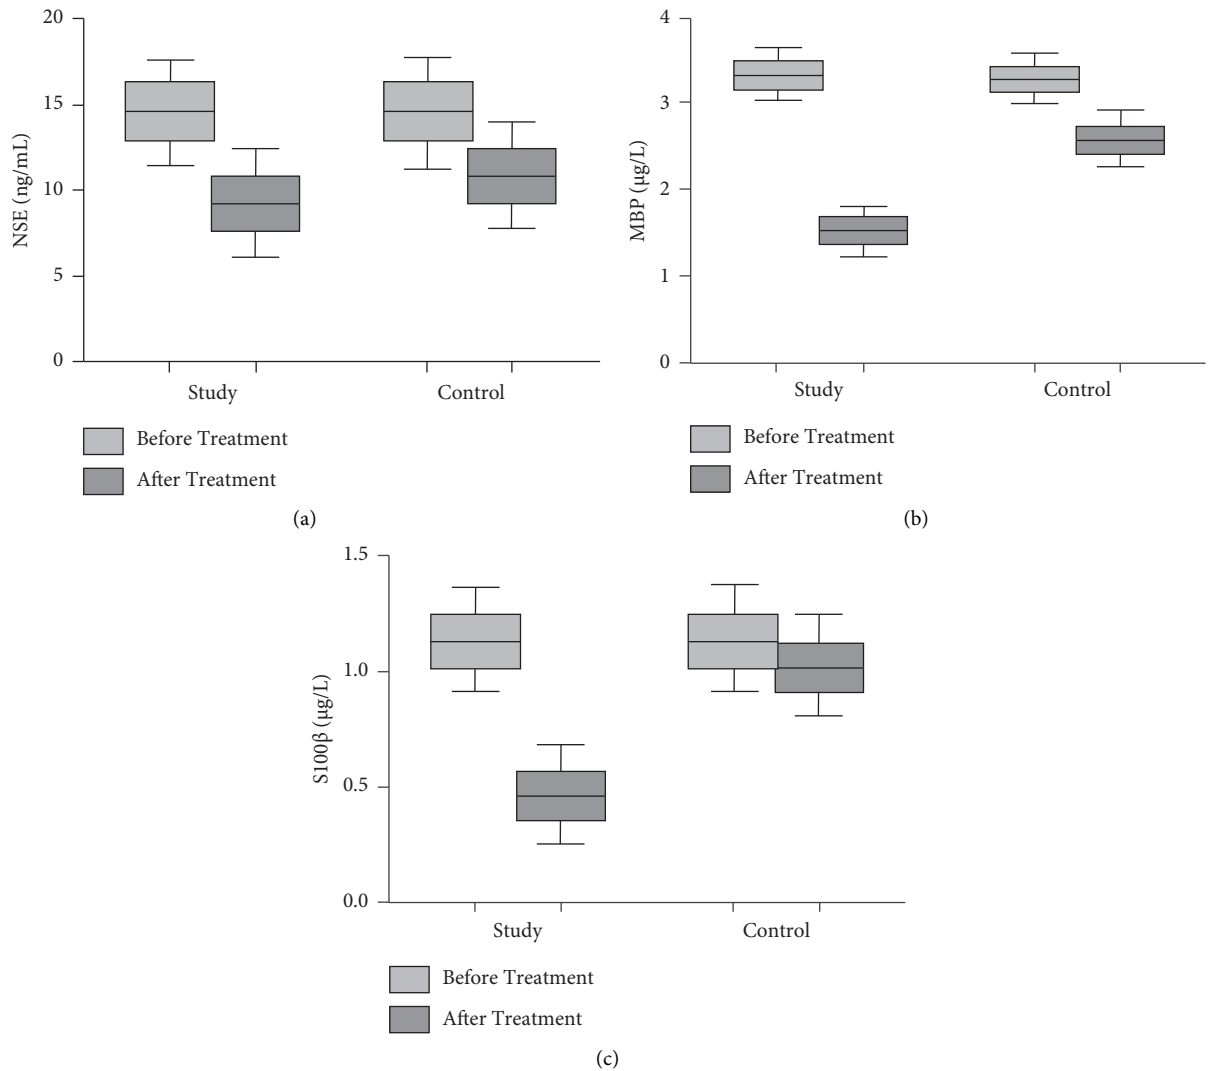 20
15
10
5
0
NSE (ng/mL)
Study
Control
Before Treatment
After Treatment
(a)
4
3
2
1
0
MBP (μg/L)
Study
Control
Before Treatment
After Treatment
(b)
1.5
1.0
0.5
0.0
S100β (μg/L)
Study
Control
Before Treatment
After Treatment
(c)